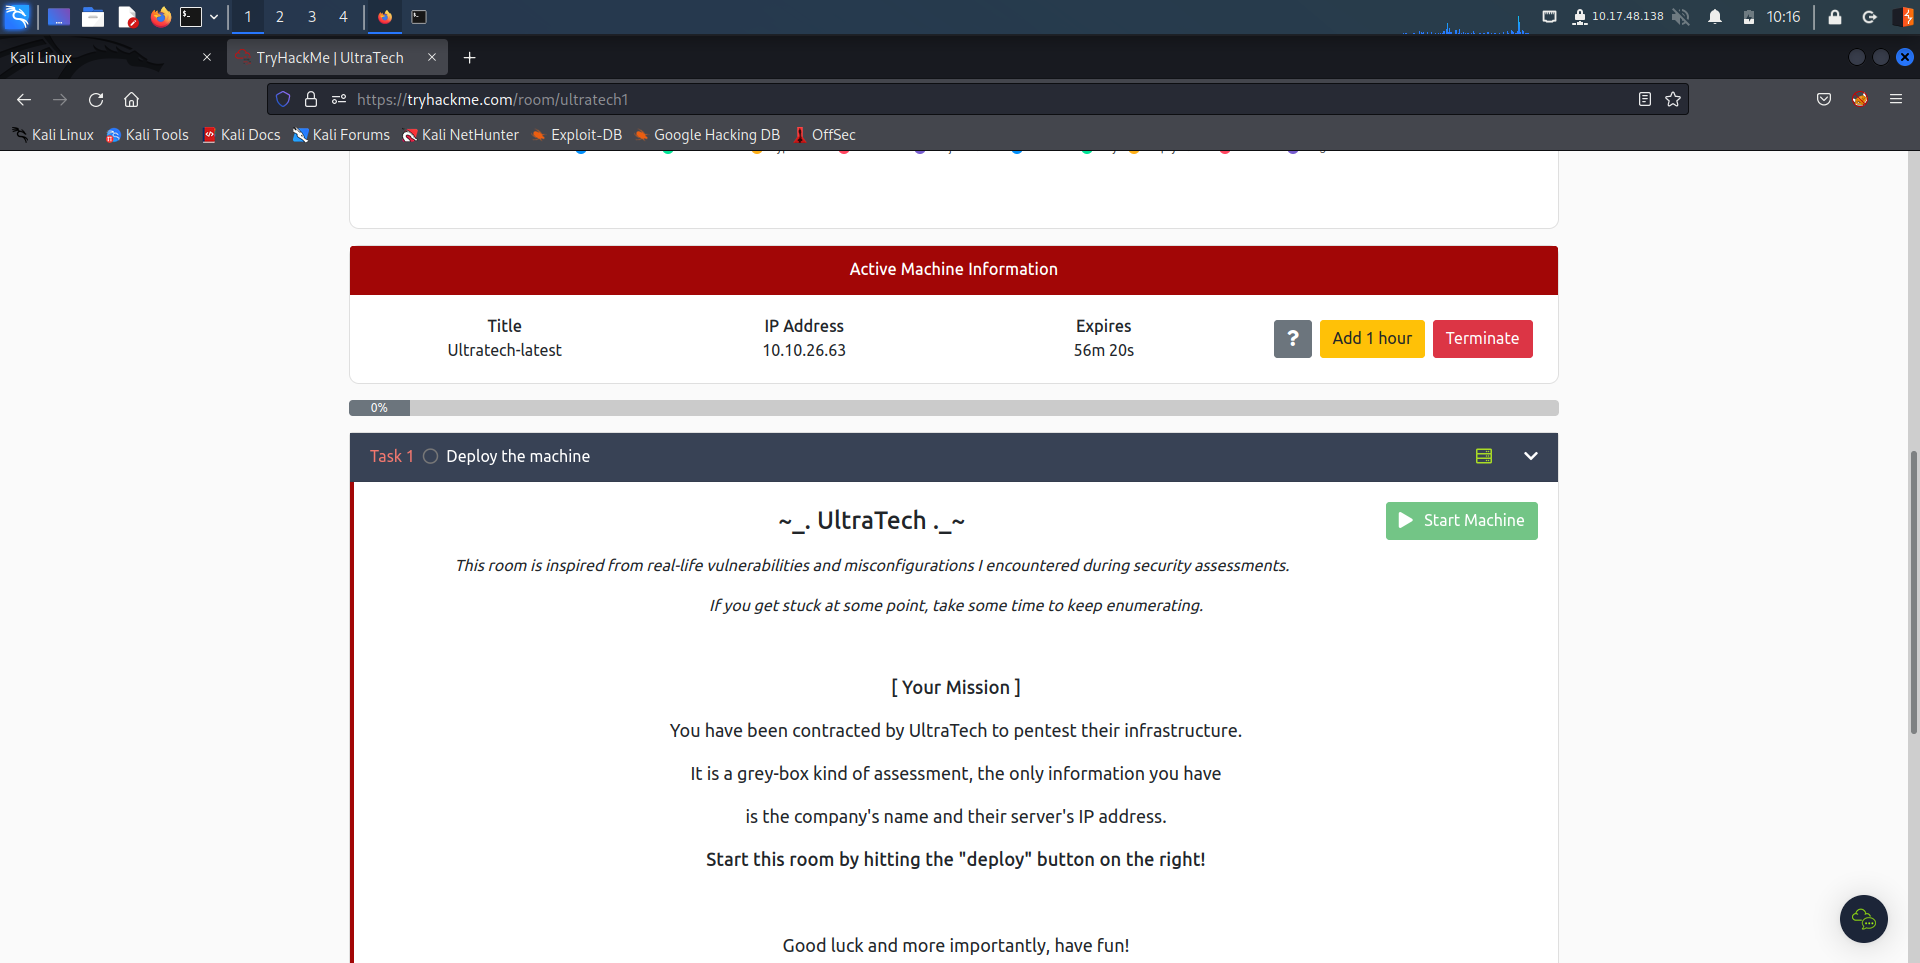 1 2 3 4 10.17.48.138 10:16
Kali Linux TryHackMe | UltraTech
https://tryhackme.com/room/ultratech1
Kali Linux Kali Tools Kali Docs Kali Forums Kali NetHunter Exploit-DB Google Hacking DB OffSec
Active Machine Information
Title IP Address Expires
Ultratech-latest 10.10.26.63 56m 20s
? Add 1 hour Terminate
0%
Task 1 Deploy the machine
~_. UltraTech ._~
Start Machine
This room is inspired from real-life vulnerabilities and misconfigurations I encountered during security assessments.
If you get stuck at some point, take some time to keep enumerating.
[ Your Mission ]
You have been contracted by UltraTech to pentest their infrastructure.
It is a grey-box kind of assessment, the only information you have
is the company's name and their server's IP address.
Start this room by hitting the "deploy" button on the right!
Good luck and more importantly, have fun!